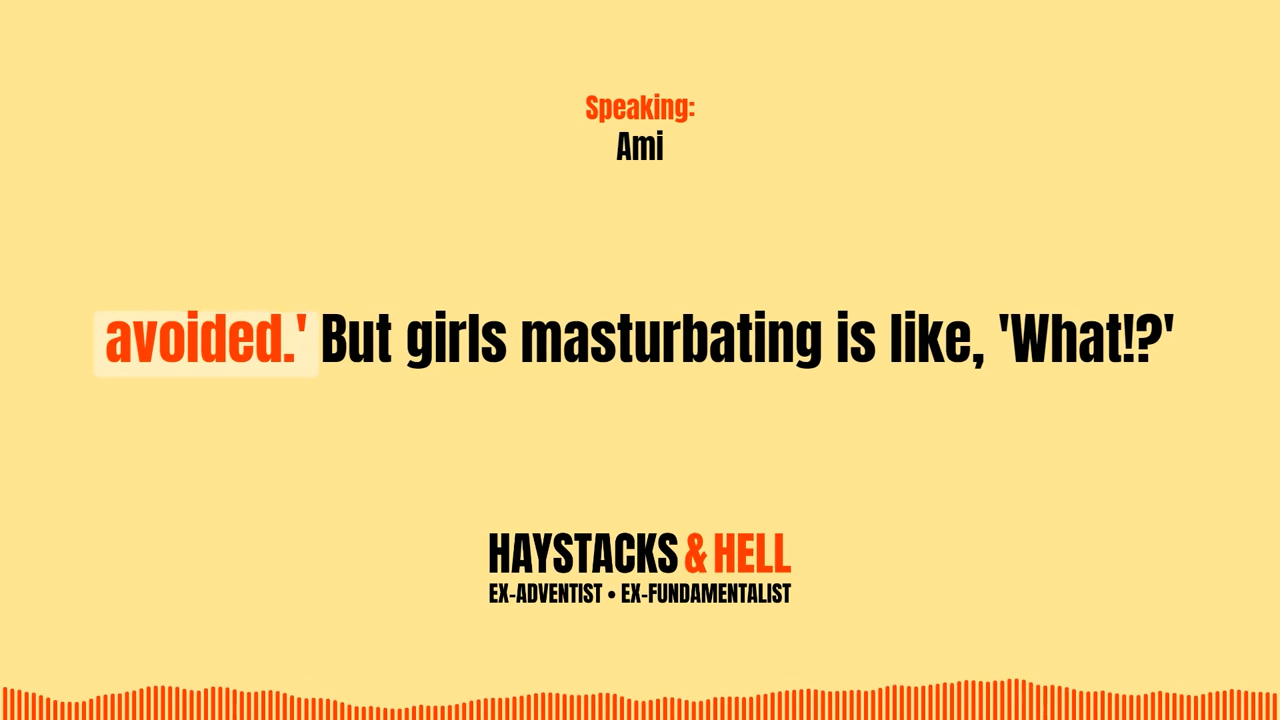 Speaking:
Ami
avoided.' But girls masturbating is like, 'What!?'
HAYSTACKS & HELL
EX-ADVENTIST • EX-FUNDAMENTALIST